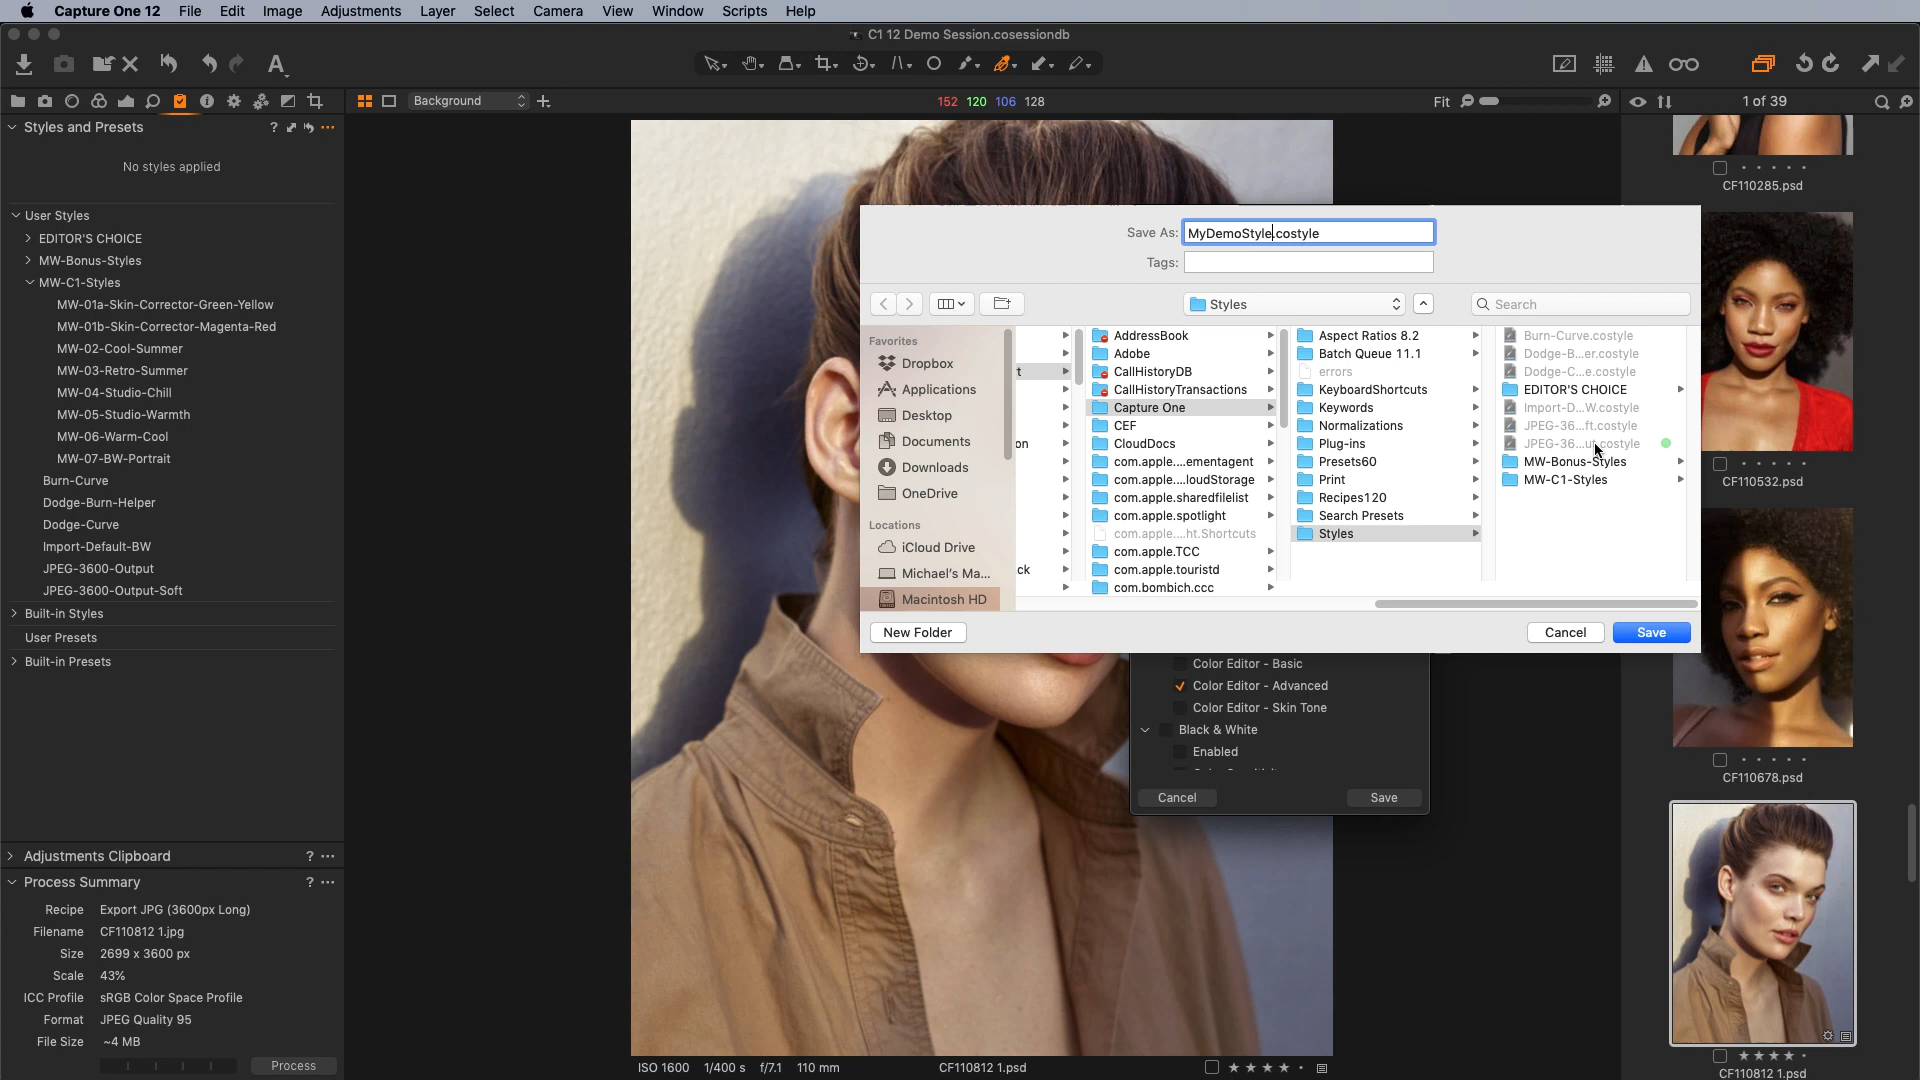 Capture One 12 File Edit Image Adjustments Layer Select Camera View Window Scripts Help
C1 12 Demo Session.cosessiondb
Background
152 120 106 128
Fit
1 of 39
Styles and Presets ?
No styles applied
User Styles
EDITOR'S CHOICE
MW-Bonus-Styles
MW-C1-Styles
MW-01a-Skin-Corrector-Green-Yellow
MW-01b-Skin-Corrector-Magenta-Red
MW-02-Cool-Summer
MW-03-Retro-Summer
MW-04-Studio-Chill
MW-05-Studio-Warmth
MW-06-Warm-Cool
MW-07-BW-Portrait
Burn-Curve
Dodge-Burn-Helper
Dodge-Curve
Import-Default-BW
JPEG-3600-Output
JPEG-3600-Output-Soft
Built-in Styles
User Presets
Built-in Presets
Adjustments Clipboard ?
Process Summary ?
Recipe Export JPG (3600px Long)
Filename CF110812 1.jpg
Size 2699 x 3600 px
Scale 43%
ICC Profile sRGB Color Space Profile
Format JPEG Quality 95
File Size ~4 MB
Process
Save As: MyDemoStyle.costyle
Tags:
Styles
Search
Favorites
Dropbox
Applications
Desktop
Documents
Downloads
OneDrive
Locations
iCloud Drive
Michael's Ma...
Macintosh HD
t
on
ck
AddressBook
Adobe
CallHistoryDB
CallHistoryTransactions
Capture One
CEF
CloudDocs
com.apple....ementagent
com.apple....loudStorage
com.apple.sharedfilelist
com.apple.spotlight
com.apple....ht.Shortcuts
com.apple.TCC
com.apple.touristd
com.bombich.ccc
Aspect Ratios 8.2
Batch Queue 11.1
errors
KeyboardShortcuts
Keywords
Normalizations
Plug-ins
Presets60
Print
Recipes120
Search Presets
Styles
Burn-Curve.costyle
Dodge-B...er.costyle
Dodge-C...e.costyle
EDITOR'S CHOICE
Import-D...W.costyle
JPEG-36...ft.costyle
JPEG-36...ut.costyle
MW-Bonus-Styles
MW-C1-Styles
New Folder
Cancel
Save
Color Editor - Basic
Color Editor - Advanced
Color Editor - Skin Tone
Black & White
Enabled
Cancel
Save
ISO 1600 1/400 s f/7.1 110 mm
CF110812 1.psd
CF110285.psd
CF110532.psd
CF110678.psd
CF110812 1.psd